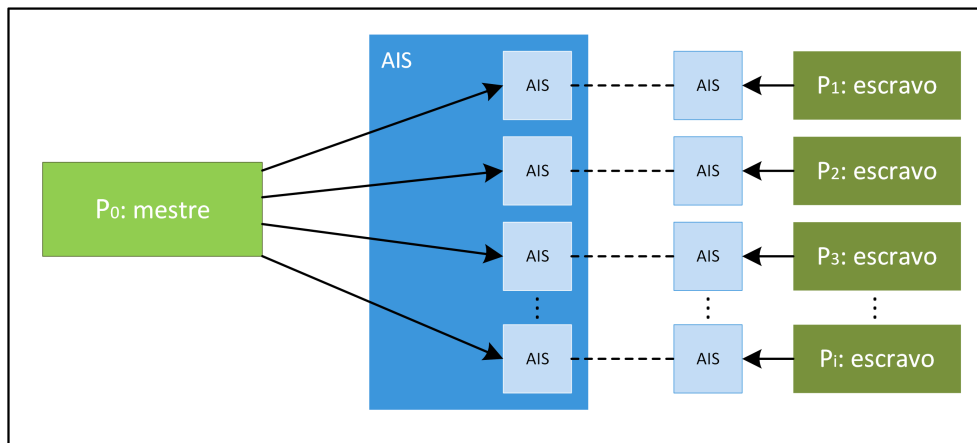 AIS
AIS
AIS
P1: escravo
P0: mestre
AIS
AIS
P2: escravo
AIS
AIS
P3: escravo
AIS
AIS
Pi: escravo